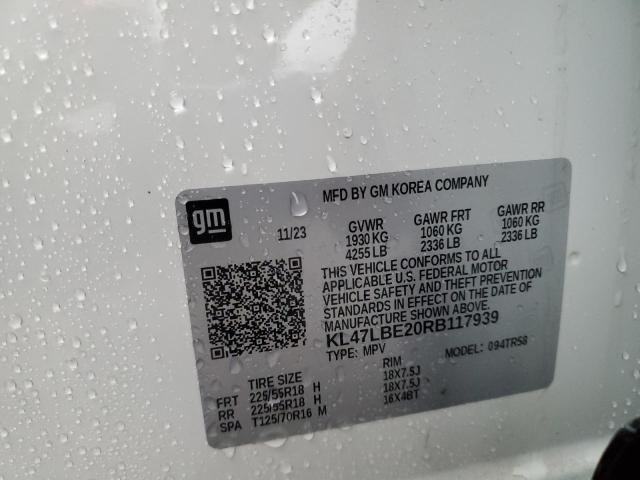 MFD BY GM KOREA COMPANY
gm
11/23
GVWR
1930 KG
4255 LB
GAWR FRT
1060 KG
2336 LB
GAWR RR
1060 KG
2336 LB
THIS VEHICLE CONFORMS TO ALL
APPLICABLE U.S. FEDERAL MOTOR
VEHICLE SAFETY AND THEFT PREVENTION
STANDARDS IN EFFECT ON THE DATE OF
MANUFACTURE SHOWN ABOVE.
KL47LBE20RB117939
TYPE: MPV MODEL: 094TR58
TIRE SIZE RIM
FRT 225/55R18 H 18X7.5J
RR 225/55R18 H 18X7.5J
SPA T125/70R16 M 16X4BT